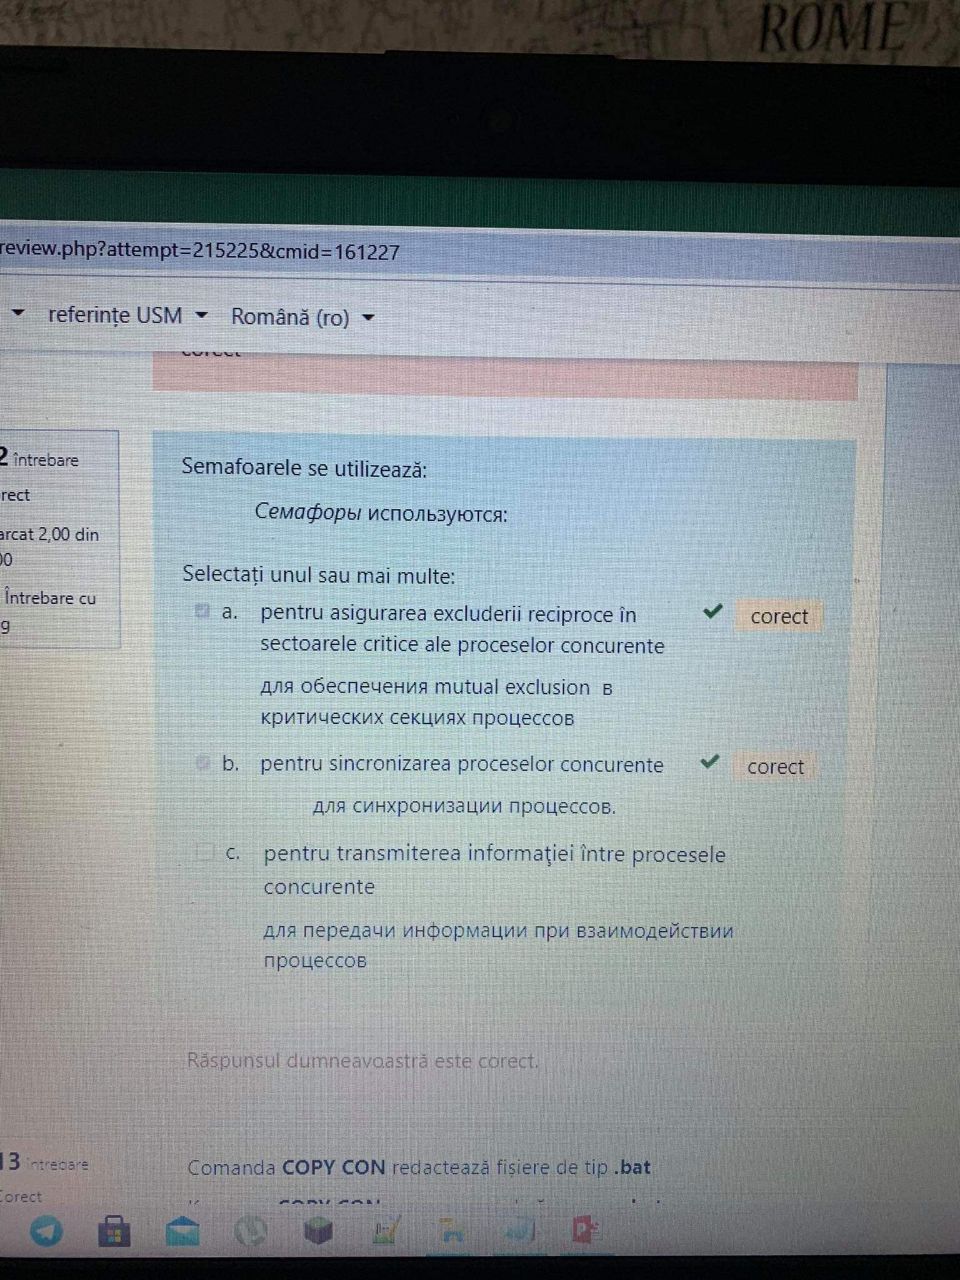 ROME
review.php?attempt=215225&cmid=161227
referințe USM
Română (ro)
corect
2 întrebare
rect
arcat 2,00 din
00
Întrebare cu
g
Semafoarele se utilizează:
Семафоры используются:
Selectați unul sau mai multe:
a. pentru asigurarea excluderii reciproce în
sectoarele critice ale proceselor concurente
corect
для обеспечения mutual exclusion в
критических секциях процессов
b. pentru sincronizarea proceselor concurente
corect
для синхронизации процессов.
c. pentru transmiterea informaţiei între procesele
concurente
для передачи информации при взаимодействии
процессов
Răspunsul dumneavoastră este corect.
13 întrebare
Corect
Comanda COPY CON redactează fișiere de tip .bat
COPY CON